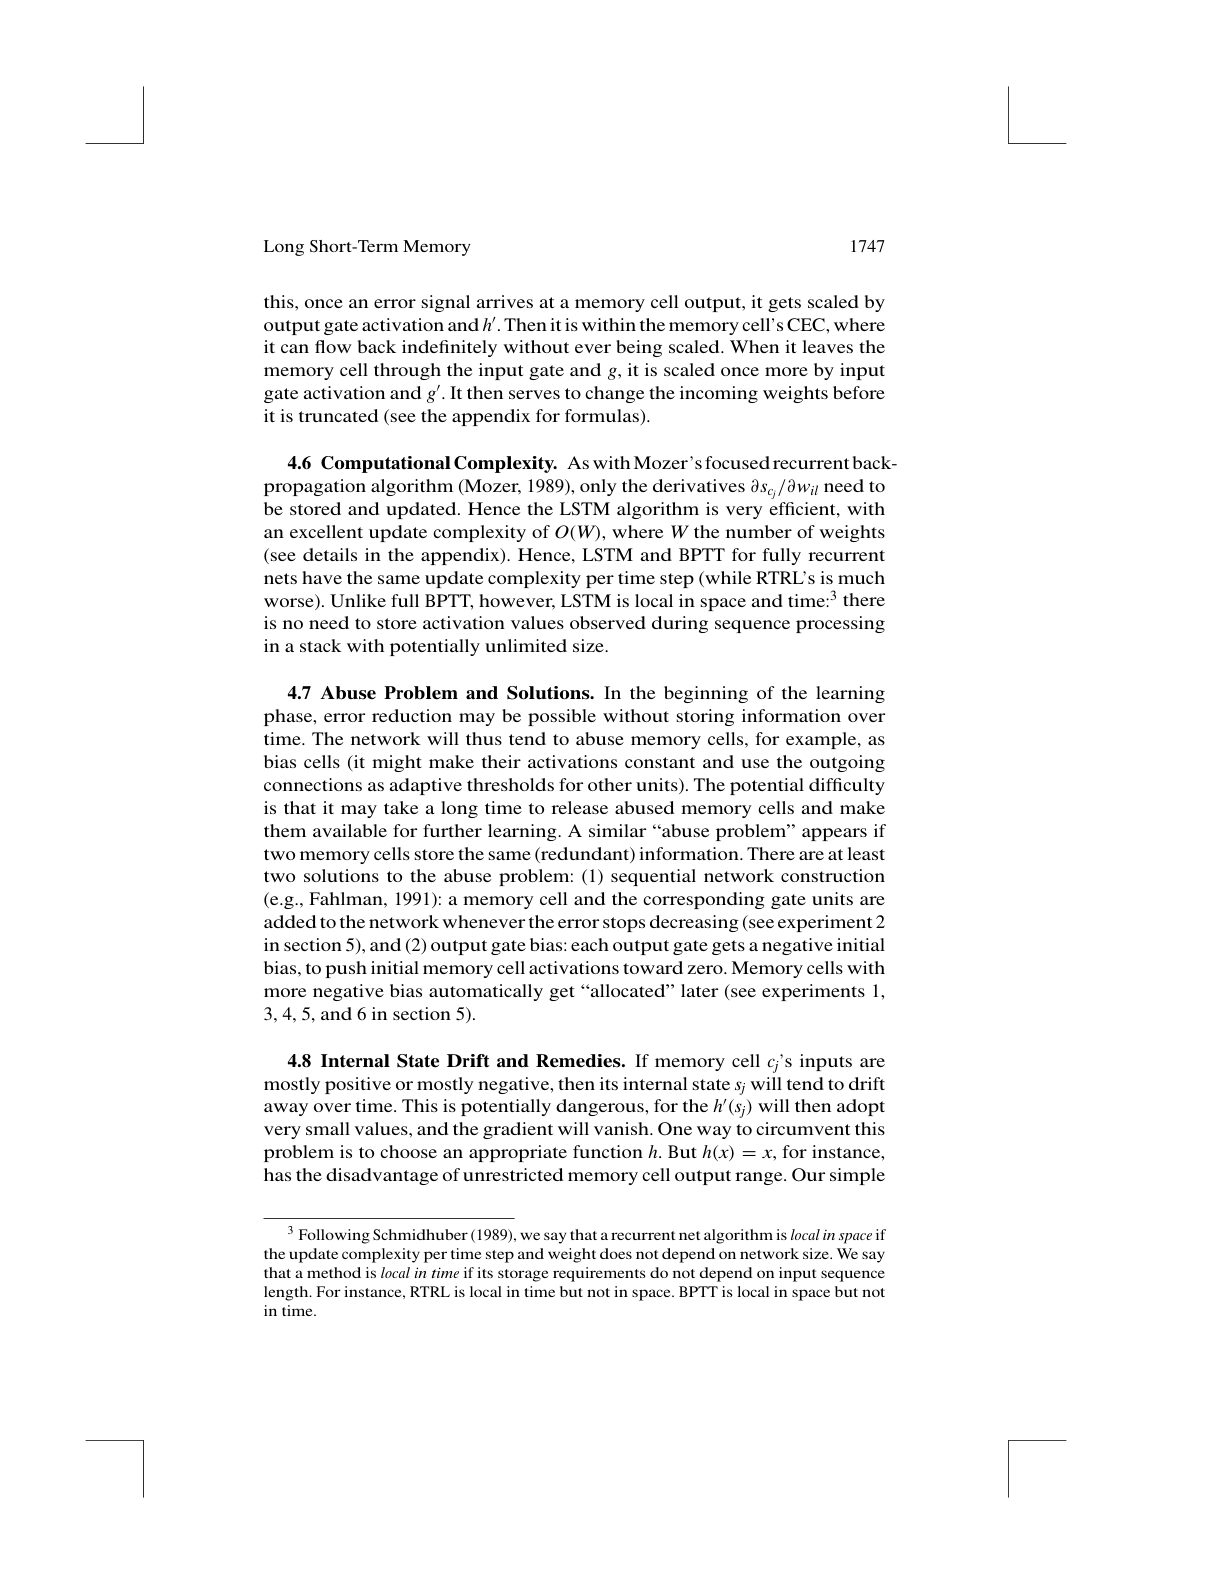 Long Short-Term Memory 1747
this, once an error signal arrives at a memory cell output, it gets scaled by
output gate activation and h′. Then it is within the memory cell's CEC, where
it can flow back indefinitely without ever being scaled. When it leaves the
memory cell through the input gate and g, it is scaled once more by input
gate activation and g′. It then serves to change the incoming weights before
it is truncated (see the appendix for formulas).
4.6 Computational Complexity. As with Mozer's focused recurrent back-
propagation algorithm (Mozer, 1989), only the derivatives ∂s_{c_j}/∂w_{il} need to
be stored and updated. Hence the LSTM algorithm is very efficient, with
an excellent update complexity of O(W), where W the number of weights
(see details in the appendix). Hence, LSTM and BPTT for fully recurrent
nets have the same update complexity per time step (while RTRL's is much
worse). Unlike full BPTT, however, LSTM is local in space and time:³ there
is no need to store activation values observed during sequence processing
in a stack with potentially unlimited size.
4.7 Abuse Problem and Solutions. In the beginning of the learning
phase, error reduction may be possible without storing information over
time. The network will thus tend to abuse memory cells, for example, as
bias cells (it might make their activations constant and use the outgoing
connections as adaptive thresholds for other units). The potential difficulty
is that it may take a long time to release abused memory cells and make
them available for further learning. A similar “abuse problem” appears if
two memory cells store the same (redundant) information. There are at least
two solutions to the abuse problem: (1) sequential network construction
(e.g., Fahlman, 1991): a memory cell and the corresponding gate units are
added to the network whenever the error stops decreasing (see experiment 2
in section 5), and (2) output gate bias: each output gate gets a negative initial
bias, to push initial memory cell activations toward zero. Memory cells with
more negative bias automatically get “allocated” later (see experiments 1,
3, 4, 5, and 6 in section 5).
4.8 Internal State Drift and Remedies. If memory cell c_j's inputs are
mostly positive or mostly negative, then its internal state s_j will tend to drift
away over time. This is potentially dangerous, for the h′(s_j) will then adopt
very small values, and the gradient will vanish. One way to circumvent this
problem is to choose an appropriate function h. But h(x) = x, for instance,
has the disadvantage of unrestricted memory cell output range. Our simple
³ Following Schmidhuber (1989), we say that a recurrent net algorithm is local in space if
the update complexity per time step and weight does not depend on network size. We say
that a method is local in time if its storage requirements do not depend on input sequence
length. For instance, RTRL is local in time but not in space. BPTT is local in space but not
in time.